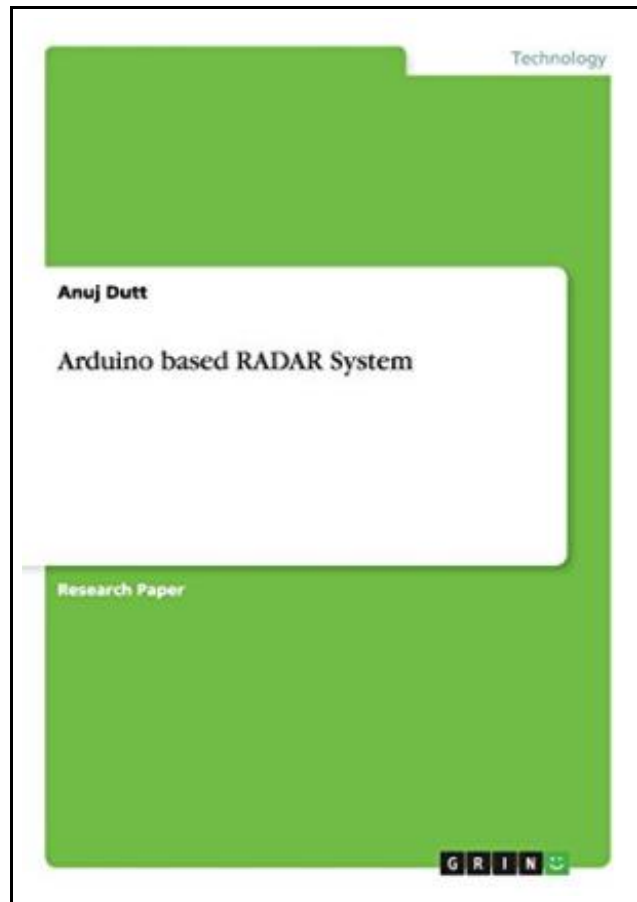 Technology
Anuj Dutt
Arduino based RADAR System
Research Paper
GRIN